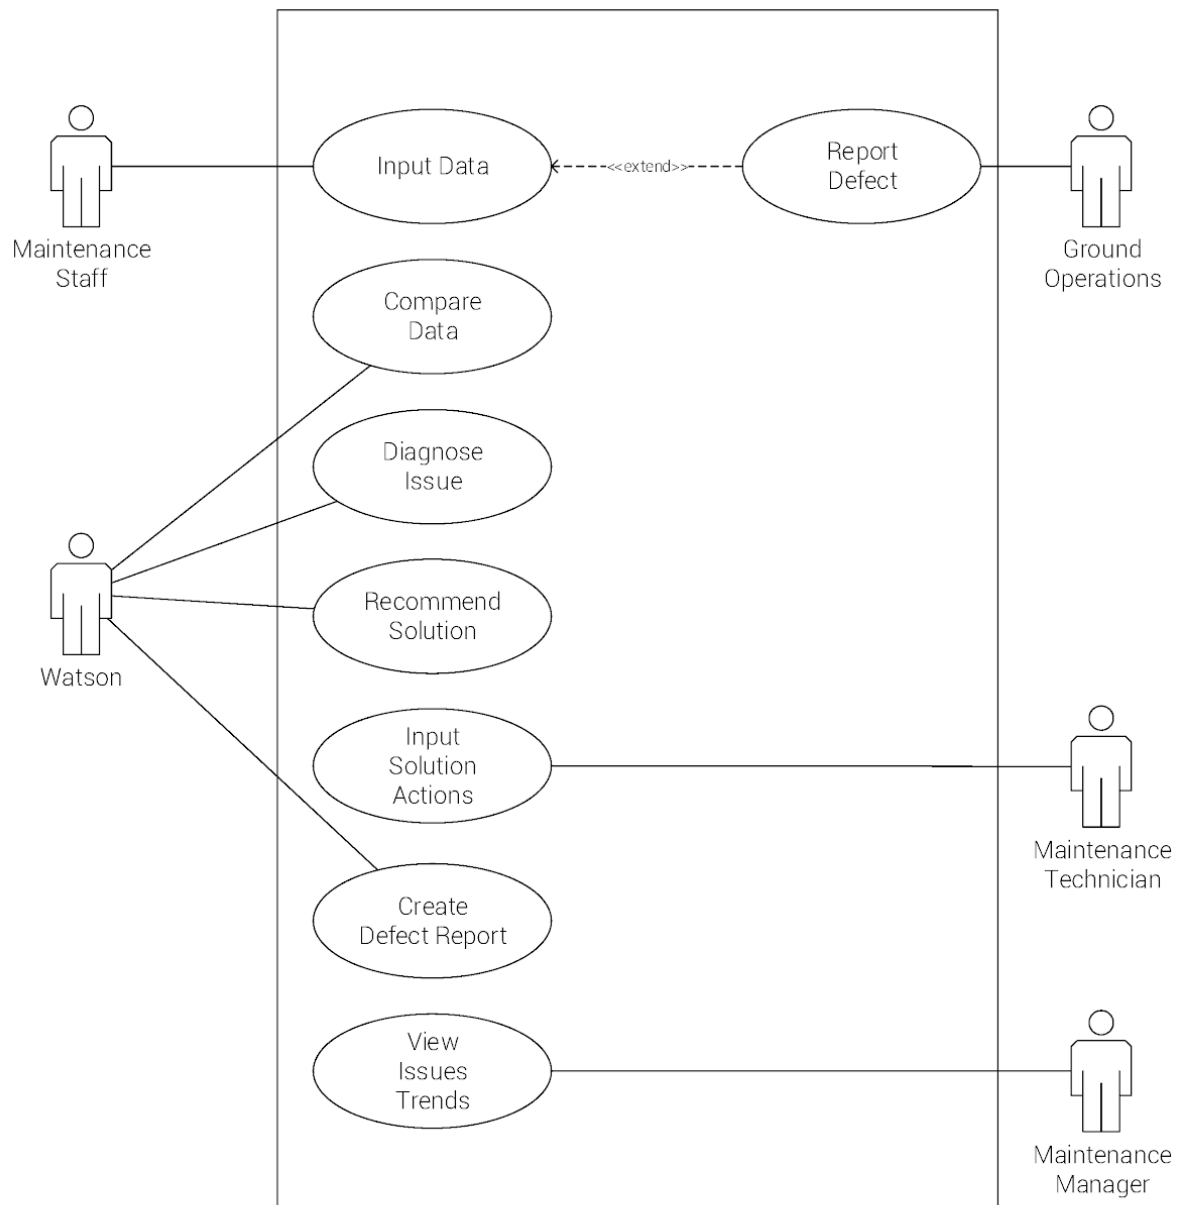 Input Data
<<extend>>
Report
Defect
Maintenance
Staff
Ground
Operations
Compare
Data
Diagnose
Issue
Recommend
Solution
Watson
Input
Solution
Actions
Maintenance
Technician
Create
Defect Report
View
Issues
Trends
Maintenance
Manager